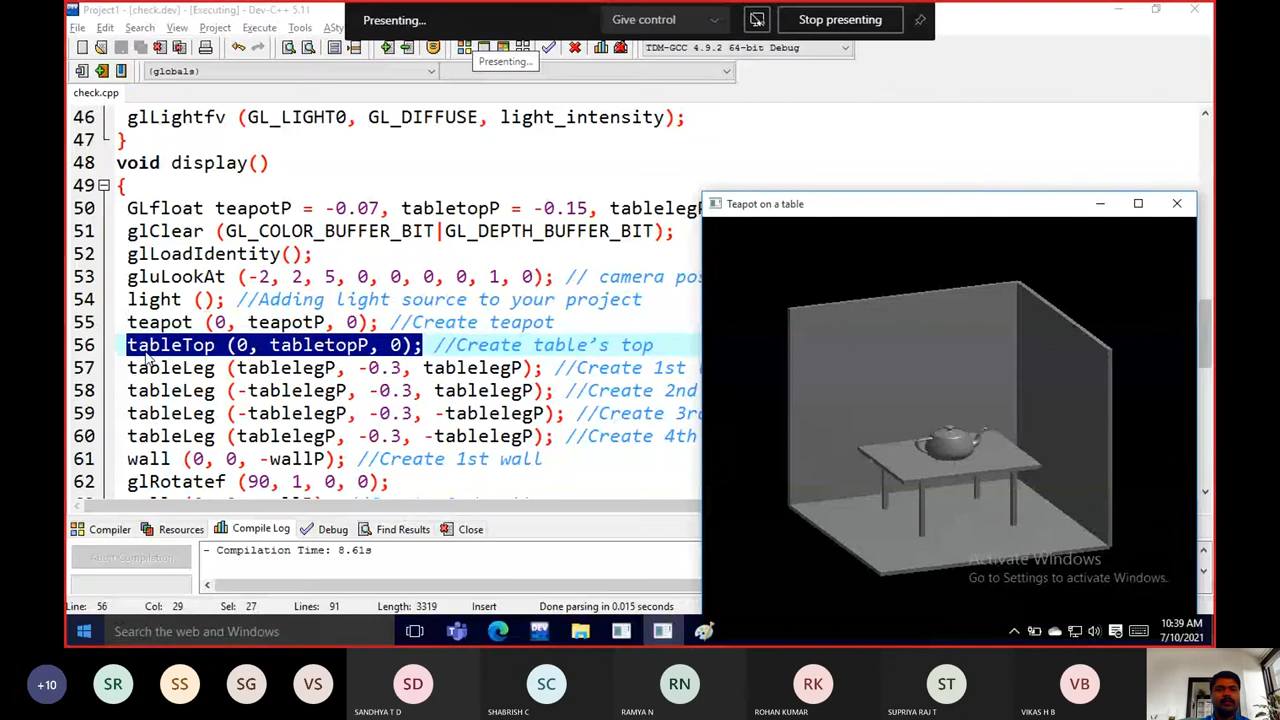 Project1 - [check.dev] - [Executing] - Dev-C++ 5.11
Presenting...
Give control
Stop presenting
File Edit Search View Project Execute Tools ASty
Presenting...
TDM-GCC 4.9.2 64-bit Debug
(globals)
check.cpp
46 glLightfv (GL_LIGHT0, GL_DIFFUSE, light_intensity);
47 }
48 void display()
49 {
50 GLfloat teapotP = -0.07, tabletopP = -0.15, tablelegP
51 glClear (GL_COLOR_BUFFER_BIT|GL_DEPTH_BUFFER_BIT);
52 glLoadIdentity();
53 gluLookAt (-2, 2, 5, 0, 0, 0, 0, 1, 0); // camera pos
54 light (); //Adding light source to your project
55 teapot (0, teapotP, 0); //Create teapot
56 tableTop (0, tabletopP, 0); //Create table’s top
57 tableLeg (tablelegP, -0.3, tablelegP); //Create 1st
58 tableLeg (-tablelegP, -0.3, tablelegP); //Create 2nd
59 tableLeg (-tablelegP, -0.3, -tablelegP); //Create 3rd
60 tableLeg (tablelegP, -0.3, -tablelegP); //Create 4th
61 wall (0, 0, -wallP); //Create 1st wall
62 glRotatef (90, 1, 0, 0);
Teapot on a table
Activate Windows
Go to Settings to activate Windows.
Compiler Resources Compile Log Debug Find Results Close
Abort Compilation
- Compilation Time: 8.61s
Line: 56 Col: 29 Sel: 27 Lines: 91 Length: 3319 Insert Done parsing in 0.015 seconds
Search the web and Windows
DEV
10:39 AM
7/10/2021
+10 SR SS SG VS SD SC RN RK ST VB
SANDHYA T D SHABRISH C RAMYA N ROHAN KUMAR SUPRIYA RAJ T VIKAS H B